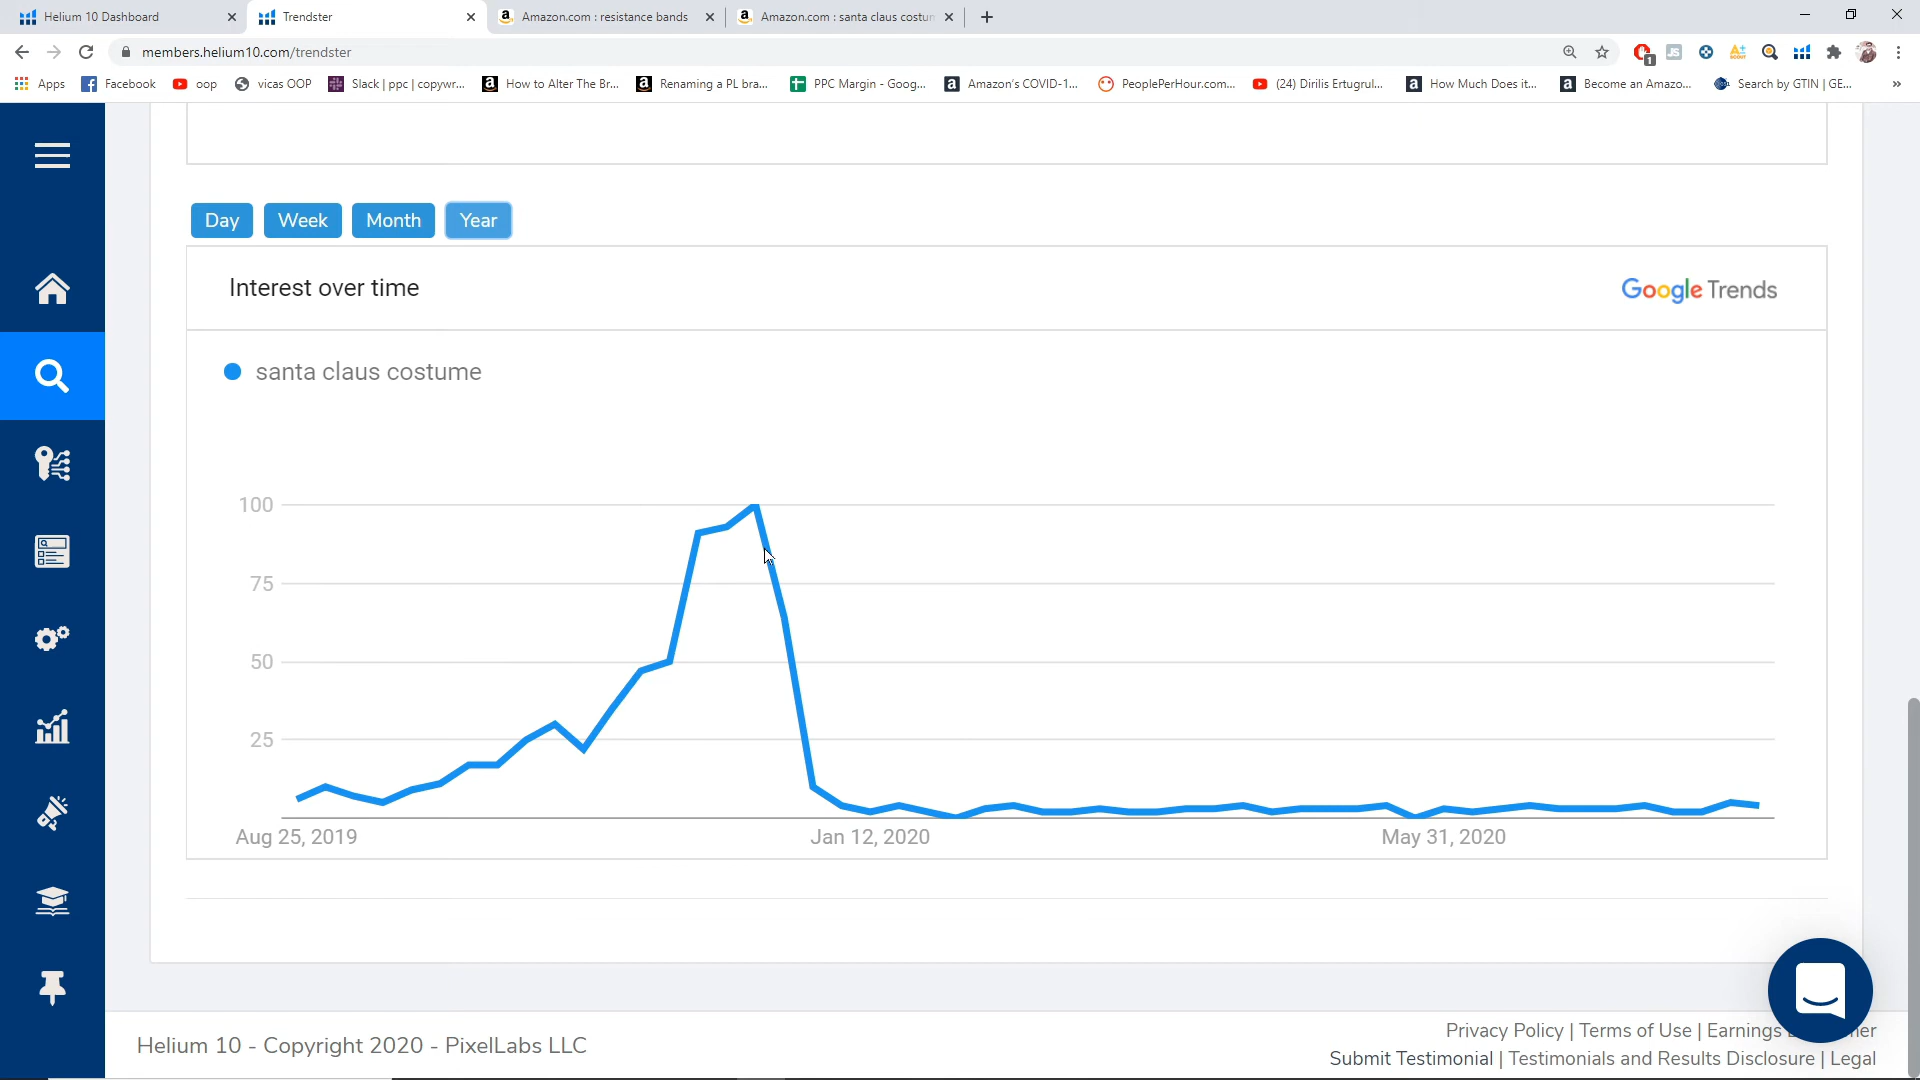 Helium 10 Dashboard
Trendster
Amazon.com : resistance bands
Amazon.com : santa claus costum
members.helium10.com/trendster
Apps
Facebook
oop
vicas OOP
Slack | ppc | copywr...
How to Alter The Br...
Renaming a PL bra...
PPC Margin - Goog...
Amazon's COVID-1...
PeoplePerHour.com...
(24) Dirilis Ertugrul...
How Much Does it...
Become an Amazo...
Search by GTIN | GE...
»
Day Week Month Year
Interest over time
Google Trends
santa claus costume
100
75
50
25
Aug 25, 2019
Jan 12, 2020
May 31, 2020
Helium 10 - Copyright 2020 - PixelLabs LLC
Privacy Policy | Terms of Use | Earnings
Submit Testimonial | Testimonials and Results Disclosure | Legal